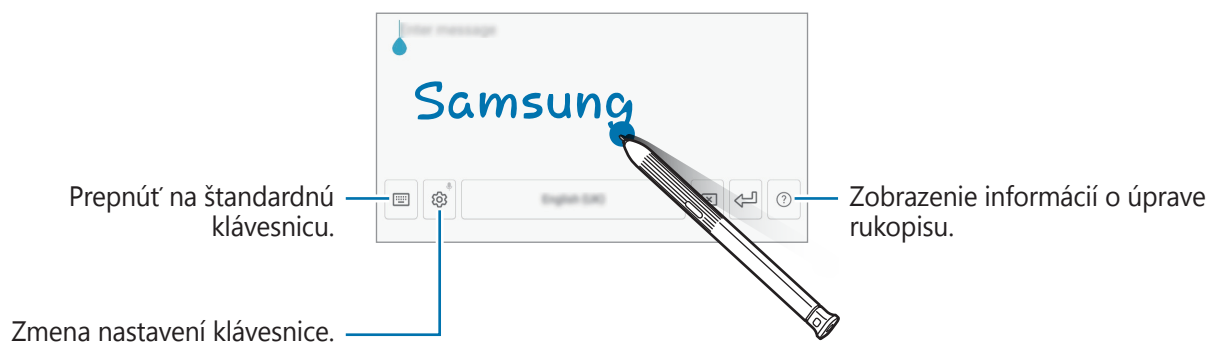 Enter message
Samsung
Prepnúť na štandardnú
klávesnicu.
English (UK)
Zobrazenie informácií o úprave
rukopisu.
Zmena nastavení klávesnice.